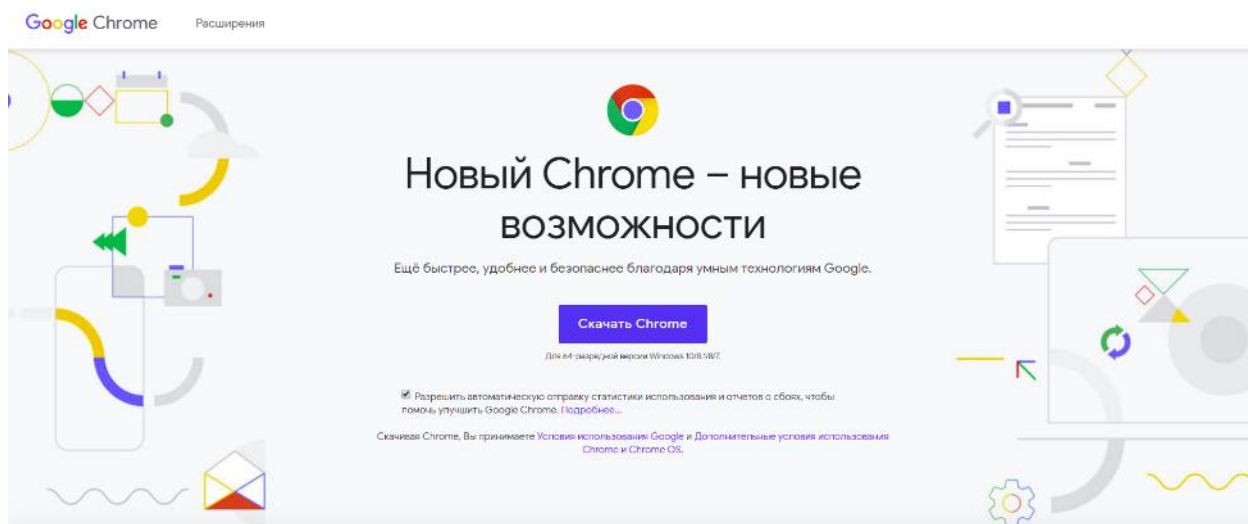 Google Chrome Расширения
Новый Chrome – новые
возможности
Ещё быстрее, удобнее и безопаснее благодаря умным технологиям Google.
Скачать Chrome
Для 64-разрядной версии Windows 10/8.1/8/7.
Разрешить автоматическую отправку статистики использования и отчетов о сбоях, чтобы
помочь улучшить Google Chrome. Подробнее...
Скачивая Chrome, Вы принимаете Условия использования Google и Дополнительные условия использования
Chrome и Chrome OS.